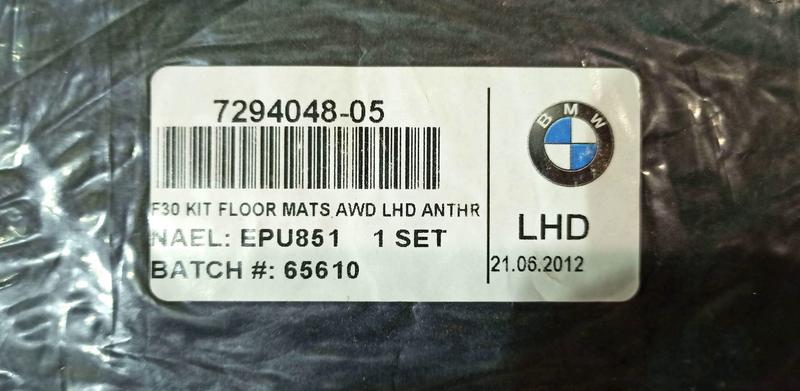 7294048-05
F30 KIT FLOOR MATS AWD LHD ANTHR
NAEL: EPU851 1 SET
BATCH #: 65610
BMW
LHD
21.06.2012